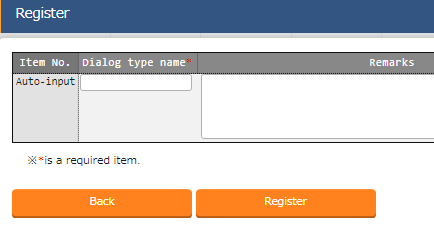 Register
Item No. Dialog type name* Remarks
Auto-input
※*is a required item.
Back Register